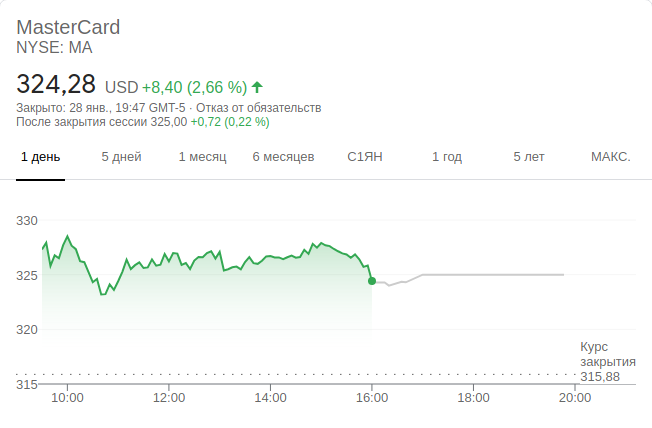 MasterCard
NYSE: MA
324,28 USD +8,40 (2,66 %)
Закрыто: 28 янв., 19:47 GMT-5 · Отказ от обязательств
После закрытия сессии 325,00 +0,72 (0,22 %)
1 день 5 дней 1 месяц 6 месяцев С1ЯН 1 год 5 лет МАКС.
330
325
320
Курс
закрытия
315,88
315
10:00 12:00 14:00 16:00 18:00 20:00